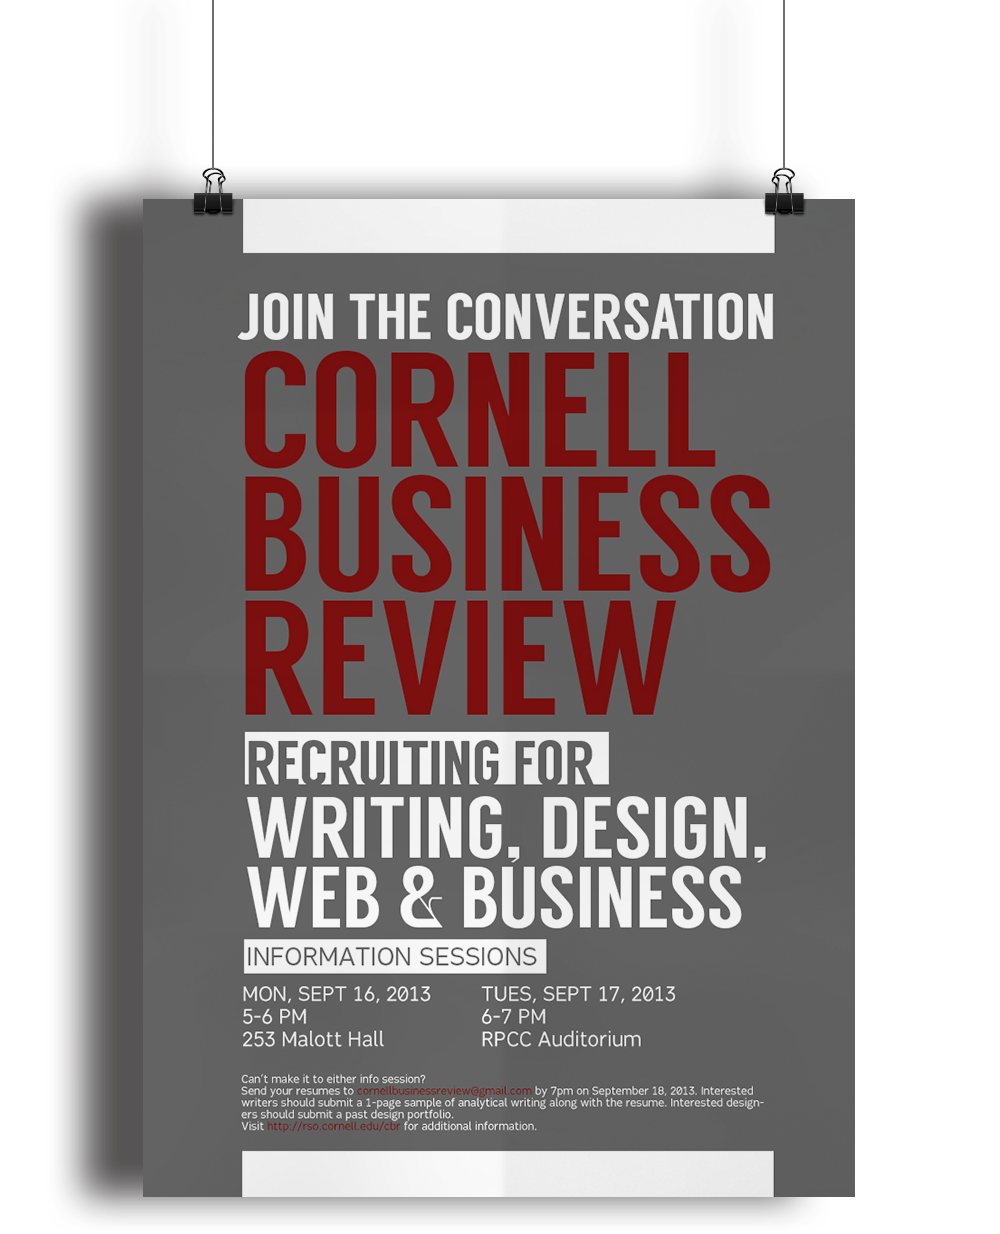 JOIN THE CONVERSATION
CORNELL
BUSINESS
REVIEW
RECRUITING FOR
WRITING, DESIGN,
WEB & BUSINESS
INFORMATION SESSIONS
MON, SEPT 16, 2013
5-6 PM
253 Malott Hall
TUES, SEPT 17, 2013
6-7 PM
RPCC Auditorium
Can't make it to either info session?
Send your resumes to cornellbusinessreview@gmail.com by 7pm on September 18, 2013. Interested
writers should submit a 1-page sample of analytical writing along with the resume. Interested design-
ers should submit a past design portfolio.
Visit http://rso.cornell.edu/cbr for additional information.